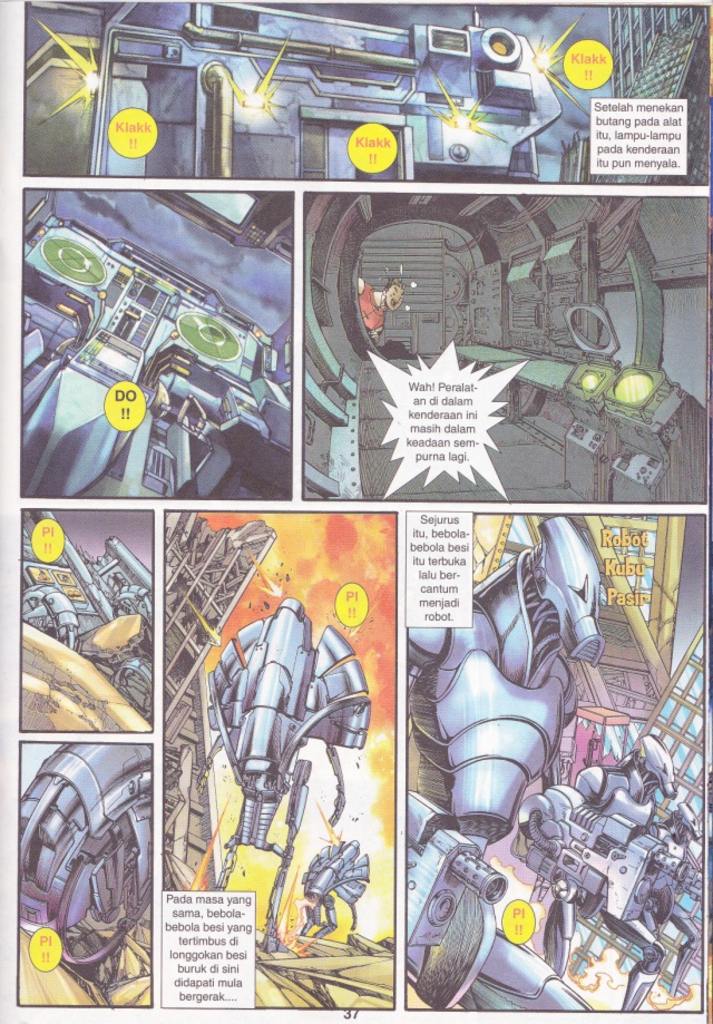 Klakk
!!
Klakk
!!
Klakk
!!
Setelah menekan
butang pada alat
itu, lampu-lampu
pada kenderaan
itu pun menyala.
DO
!!
Wah! Peralat-
an di dalam
kenderaan ini
masih dalam
keadaan sem-
purna lagi.
PI
!!
PI
!!
PI
!!
Pada masa yang
sama, bebola-
bebola besi yang
tertimbus di
longgokan besi
buruk di sini
didapati mula
bergerak....
Sejurus
itu, bebola-
bebola besi
itu terbuka
lalu ber-
cantum
menjadi
robot.
Robot
Kubu
Pasir
PI
!!
37